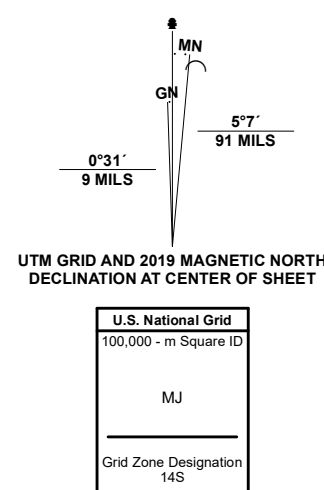 MN
GN
5°7´
91 MILS
0°31´
9 MILS
UTM GRID AND 2019 MAGNETIC NORTH
DECLINATION AT CENTER OF SHEET
U.S. National Grid
100,000 - m Square ID
MJ
Grid Zone Designation
14S